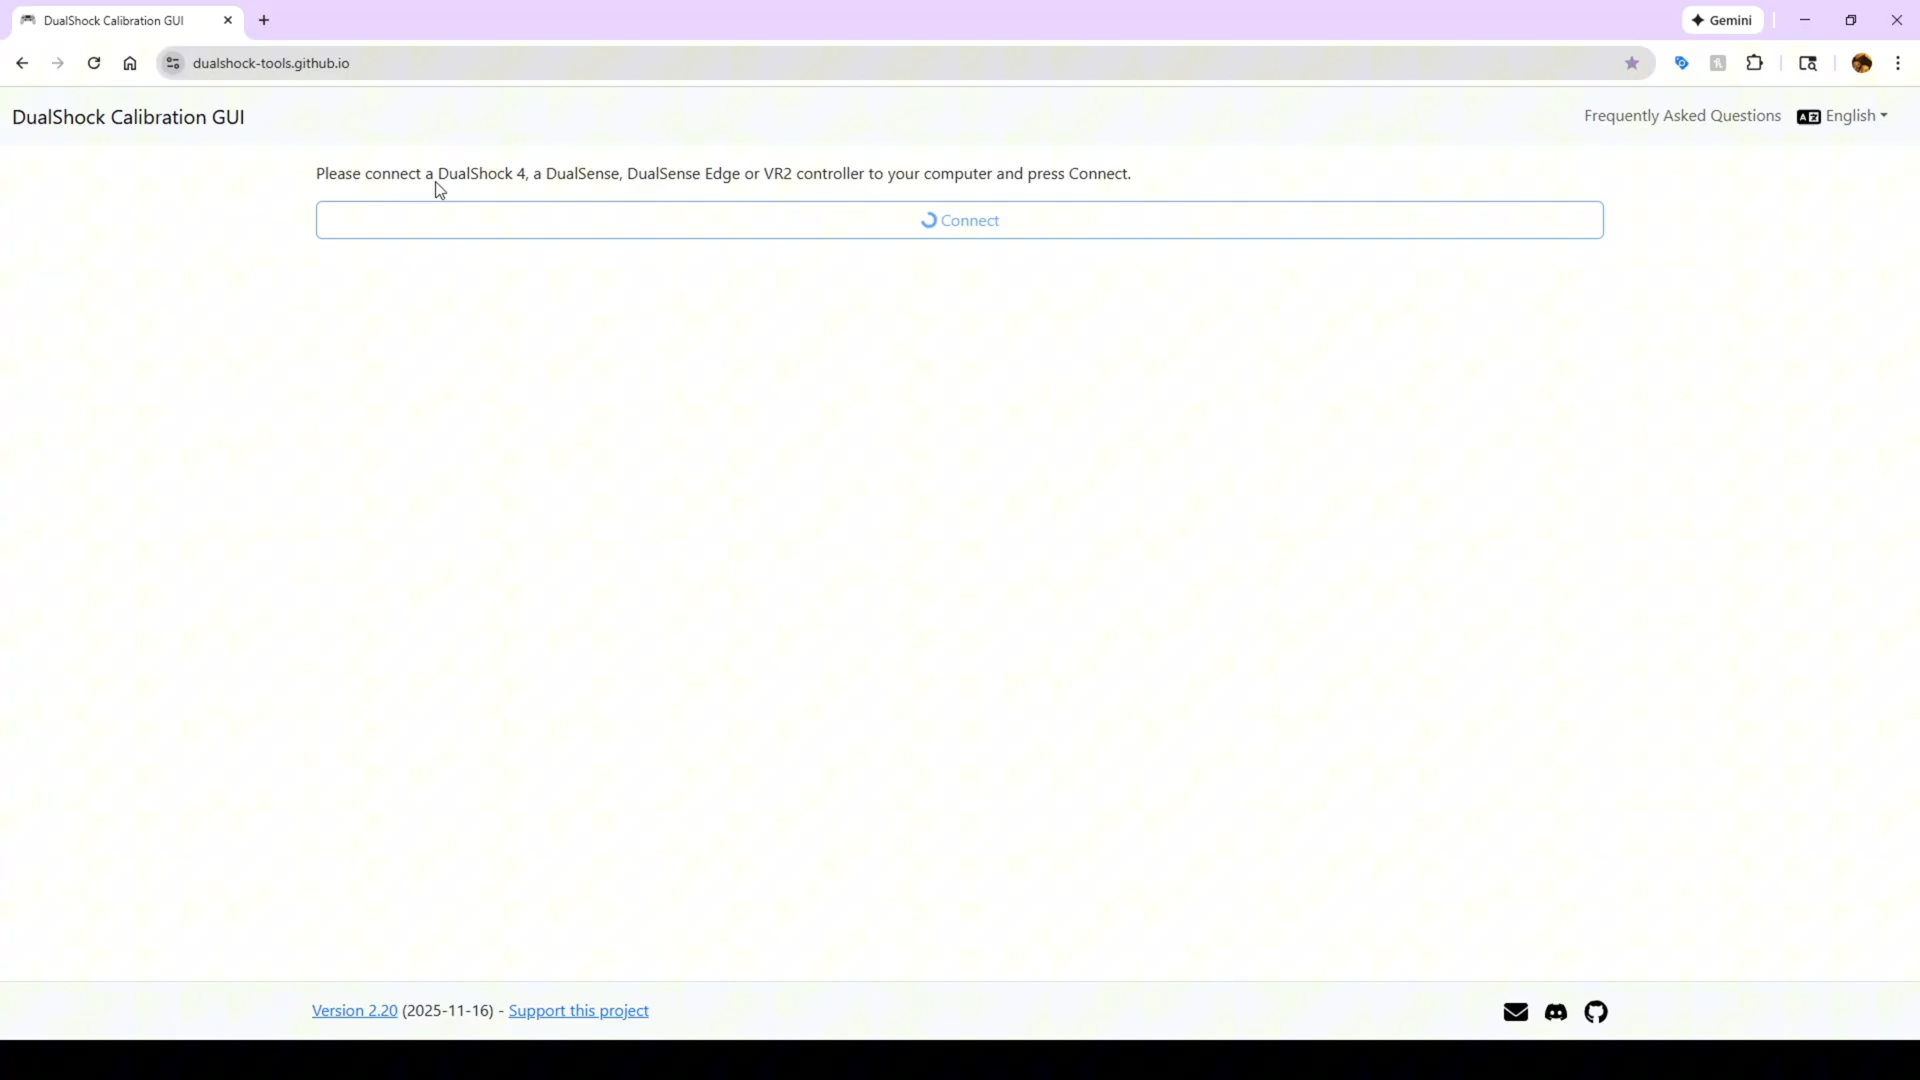 DualShock Calibration GUI
Gemini
dualshock-tools.github.io
DualShock Calibration GUI
Frequently Asked Questions
English
Please connect a DualShock 4, a DualSense, DualSense Edge or VR2 controller to your computer and press Connect.
Connect
Version 2.20 (2025-11-16) - Support this project